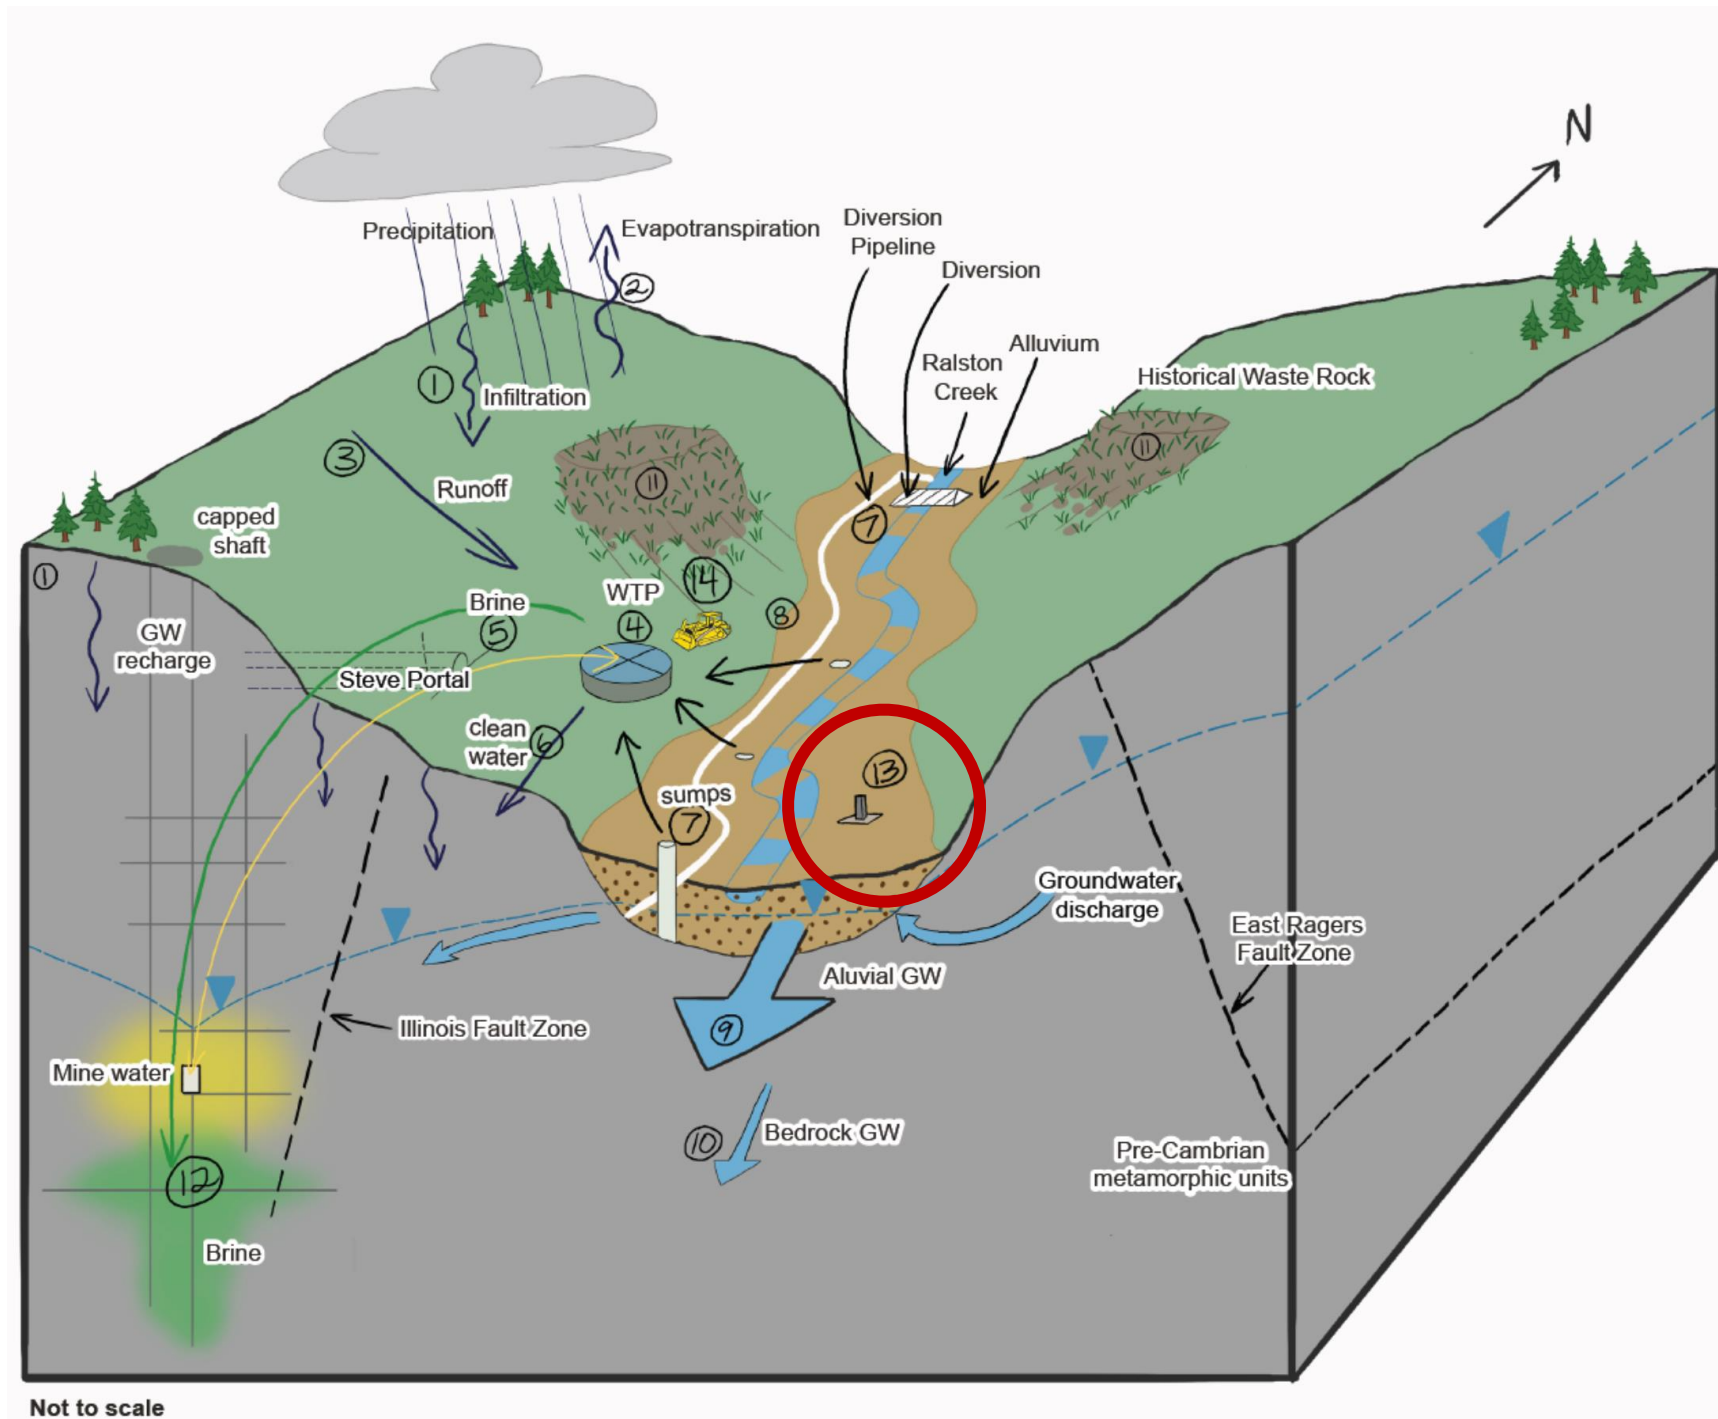 N
Precipitation
Evapotranspiration
2
Diversion
Pipeline
Diversion
Alluvium
Ralston
Creek
Historical Waste Rock
1
Infiltration
3
Runoff
11
11
7
capped
shaft
1
GW
recharge
Brine
5
WTP
4
14
8
Steve Portal
clean
water
6
sumps
7
13
Groundwater
discharge
East Ragers
Fault Zone
Aluvial GW
9
Illinois Fault Zone
Mine water
Bedrock GW
10
Pre-Cambrian
metamorphic units
12
Brine
Not to scale